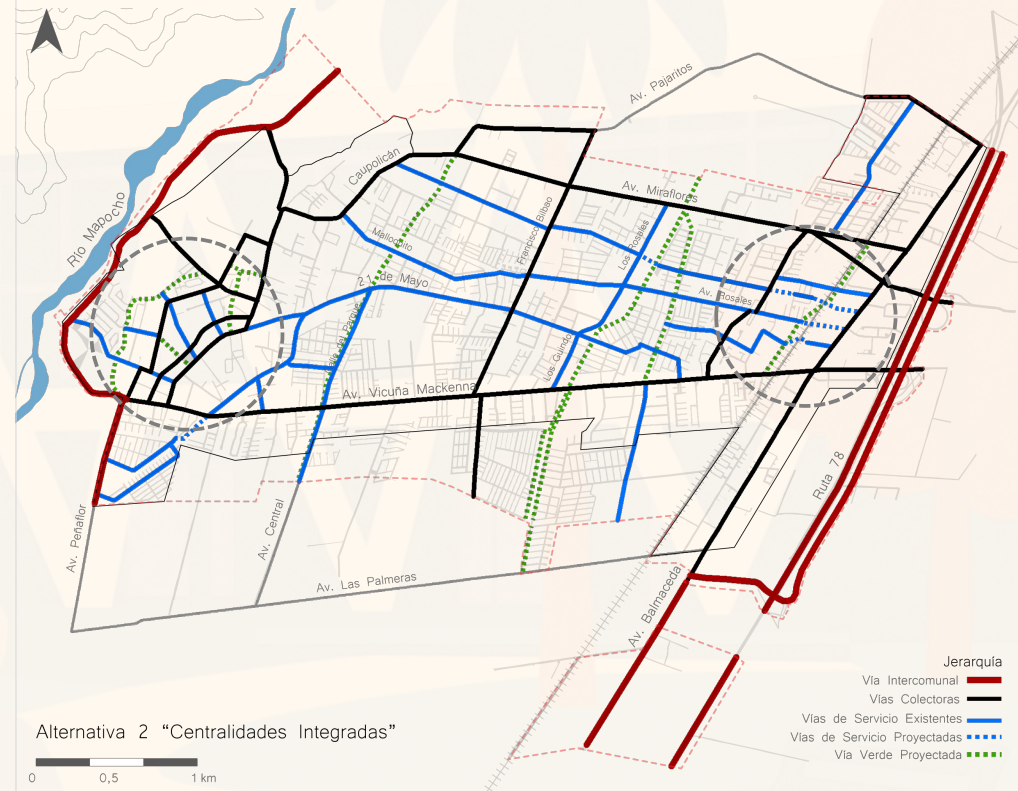 Av. Pajaritos
Caupolicán
Av. Miraflores
Río Mapocho
Francisco Bilbao
Malloquito
Los Rosales
21 de Mayo
Av. Rosales
Los Guindo
Av. Vicuña Mackenna
Ruta 78
Av. Peñaflor
Av. Central
Av. Las Palmeras
Av. Balmaceda
Jerarquía
Vía Intercomunal
Vías Colectoras
Vías de Servicio Existentes
Vías de Servicio Proyectadas
Vía Verde Proyectada
Alternativa 2 “Centralidades Integradas”
0 0,5 1 km